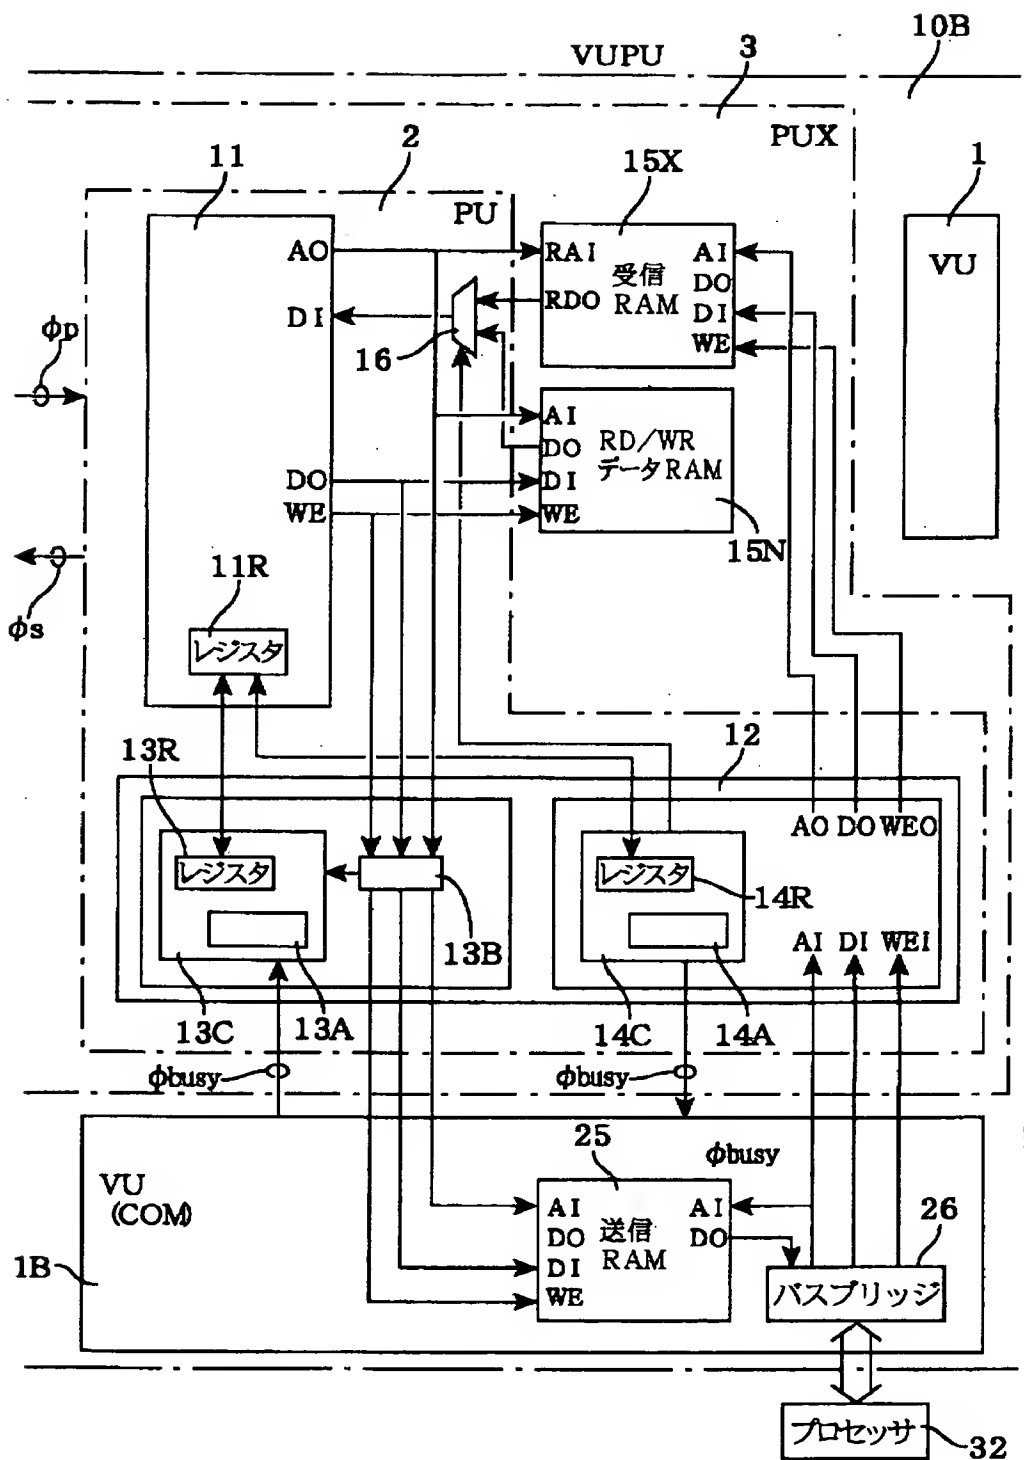 10B
VUPU
3
PUX
2
11
15X
1
PU
VU
AO
RAI
受信
RAM
AI
DO
RDO
DI
DI
WE
16
φp
AI
RD/WR
データRAM
DO
DO
DI
WE
WE
15N
11R
φs
レジスタ
13R
12
AO DO WEO
レジスタ
レジスタ
14R
13B
AI DI WEI
13C
13A
14C
14A
φbusy
φbusy
25
φbusy
VU
(COM)
AI
送信
RAM
AI
26
DO
DO
1B
DI
WE
バスブリッジ
プロセッサ
32